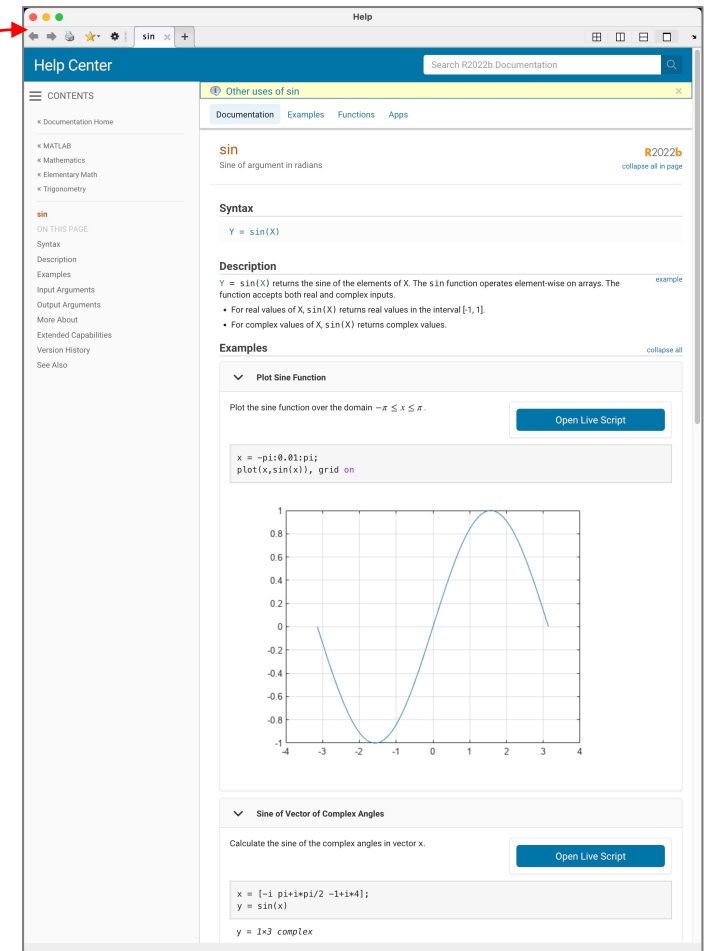 Help
sin
+
Help Center
Search R2022b Documentation
CONTENTS
« Documentation Home
« MATLAB
« Mathematics
« Elementary Math
« Trigonometry
sin
ON THIS PAGE
Syntax
Description
Examples
Input Arguments
Output Arguments
More About
Extended Capabilities
Version History
See Also
Other uses of sin
Documentation Examples Functions Apps
sin
R2022b
Sine of argument in radians
collapse all in page
Syntax
Y = sin(X)
Description
Y = sin(X) returns the sine of the elements of X. The sin function operates element-wise on arrays. The
example
function accepts both real and complex inputs.
• For real values of X, sin(X) returns real values in the interval [-1, 1].
• For complex values of X, sin(X) returns complex values.
Examples
collapse all
Plot Sine Function
Plot the sine function over the domain −π ≤ x ≤ π.
Open Live Script
x = -pi:0.01:pi;
plot(x,sin(x)), grid on
1
0.8
0.6
0.4
0.2
0
-0.2
-0.4
-0.6
-0.8
-1
-4 -3 -2 -1 0 1 2 3 4
Sine of Vector of Complex Angles
Calculate the sine of the complex angles in vector x.
Open Live Script
x = [-i pi+i*pi/2 -1+i*4];
y = sin(x)
y = 1×3 complex